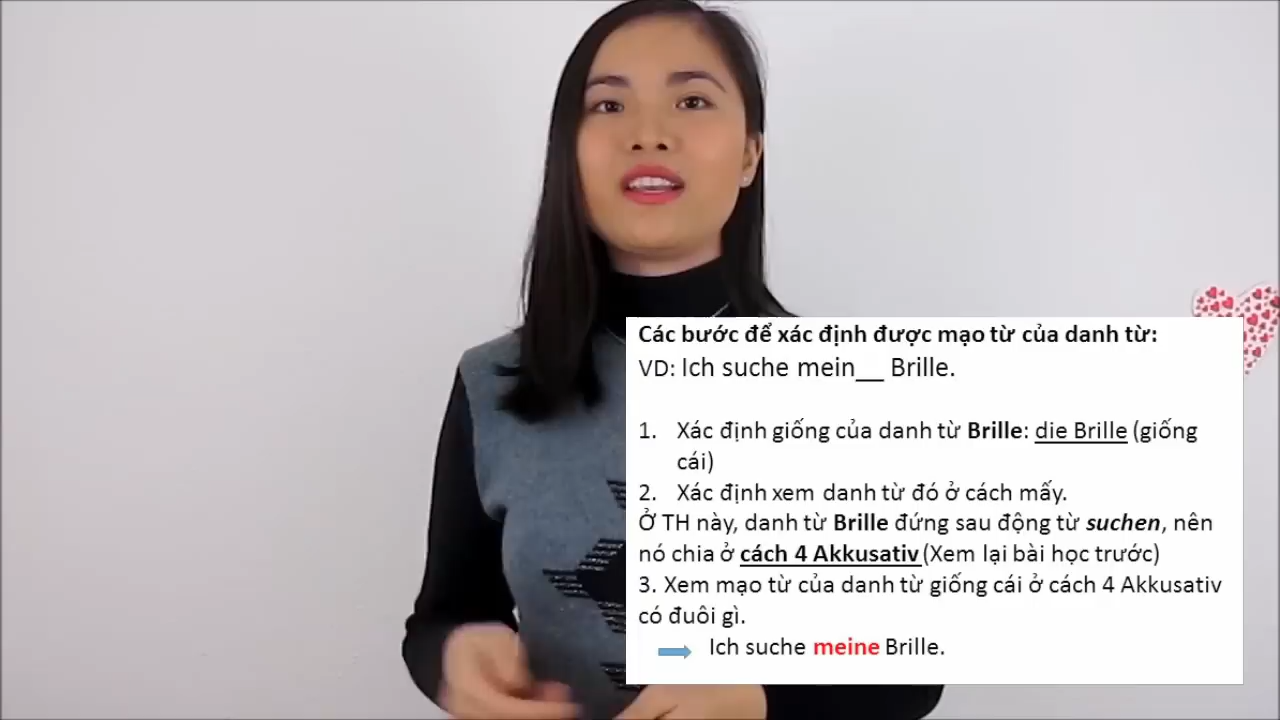 Các bước để xác định được mạo từ của danh từ:
VD: Ich suche mein__ Brille.
1. Xác định giống của danh từ Brille: die Brille (giống
cái)
2. Xác định xem danh từ đó ở cách mấy.
Ở TH này, danh từ Brille đứng sau động từ suchen, nên
nó chia ở cách 4 Akkusativ (Xem lại bài học trước)
3. Xem mạo từ của danh từ giống cái ở cách 4 Akkusativ
có đuôi gì.
Ich suche meine Brille.